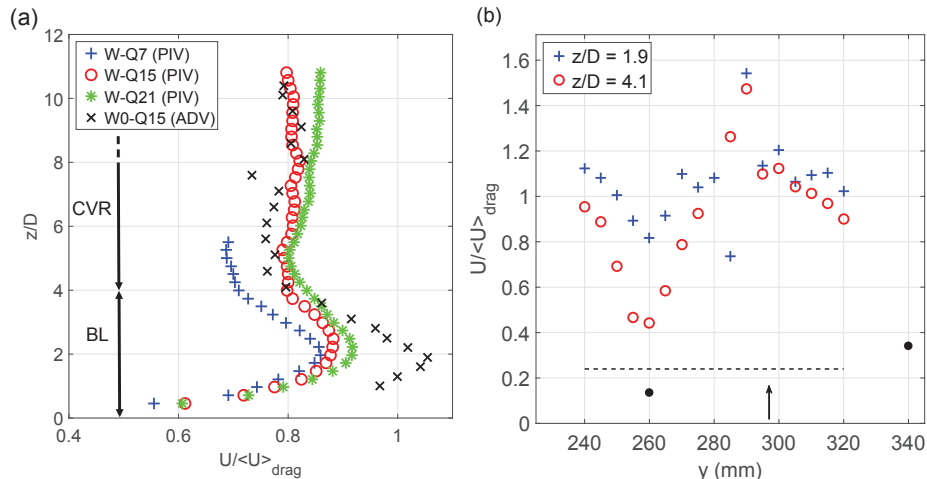 (a)
12
10
8
6
4
2
0
z/D
W-Q7 (PIV)
W-Q15 (PIV)
W-Q21 (PIV)
W0-Q15 (ADV)
CVR
BL
0.4 0.6 0.8 1
U/<U>drag
(b)
1.6
1.4
1.2
1
0.8
0.6
0.4
0.2
0
U/<U>drag
z/D = 1.9
z/D = 4.1
240 260 280 300 320 340
y (mm)